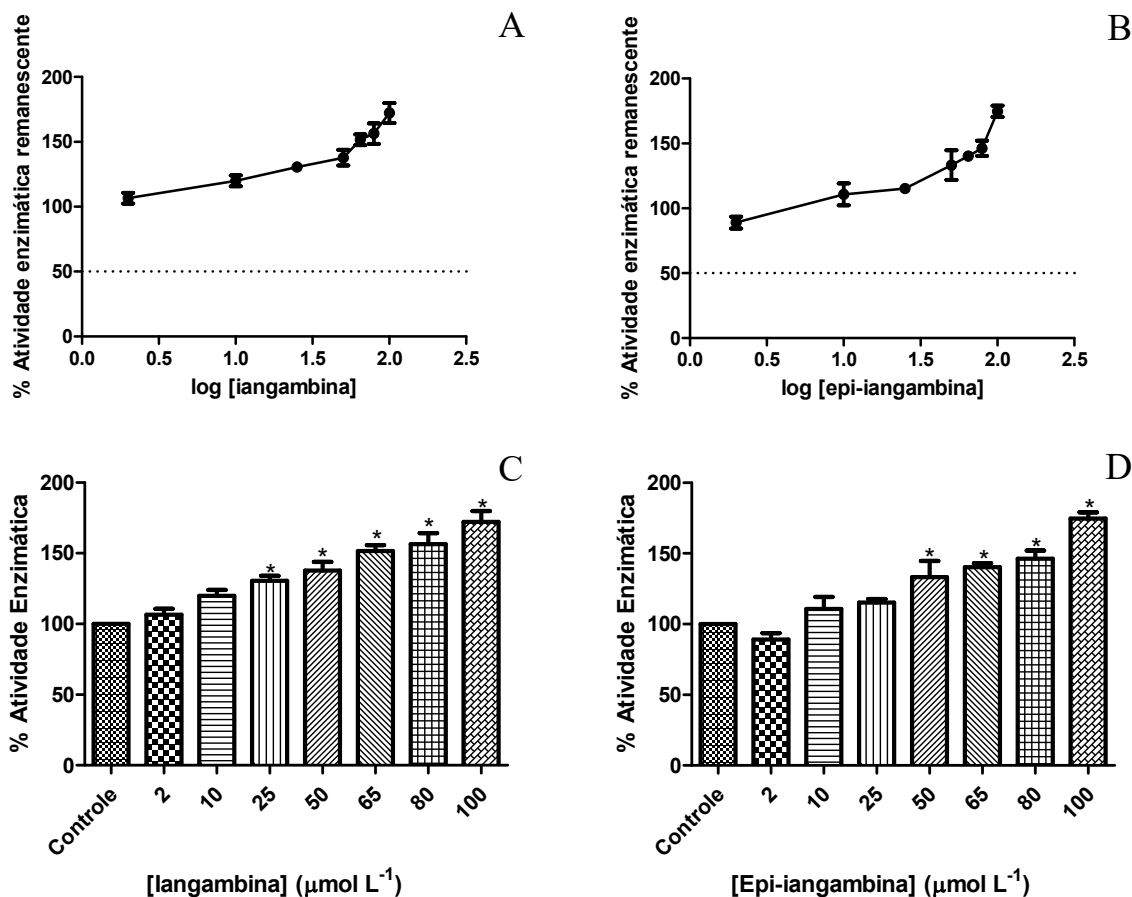 A
% Atividade enzimática remanescente
200
150
100
50
0
0.0 0.5 1.0 1.5 2.0 2.5
log [iangambina]
B
% Atividade enzimática remanescente
200
150
100
50
0
0.0 0.5 1.0 1.5 2.0 2.5
log [epi-iangambina]
C
% Atividade Enzimática
200
150
100
50
0
* * * * *
Controle 2 10 25 50 65 80 100
[Iangambina] (μmol L⁻¹)
D
% Atividade Enzimática
200
150
100
50
0
* * * *
Controle 2 10 25 50 65 80 100
[Epi-iangambina] (μmol L⁻¹)